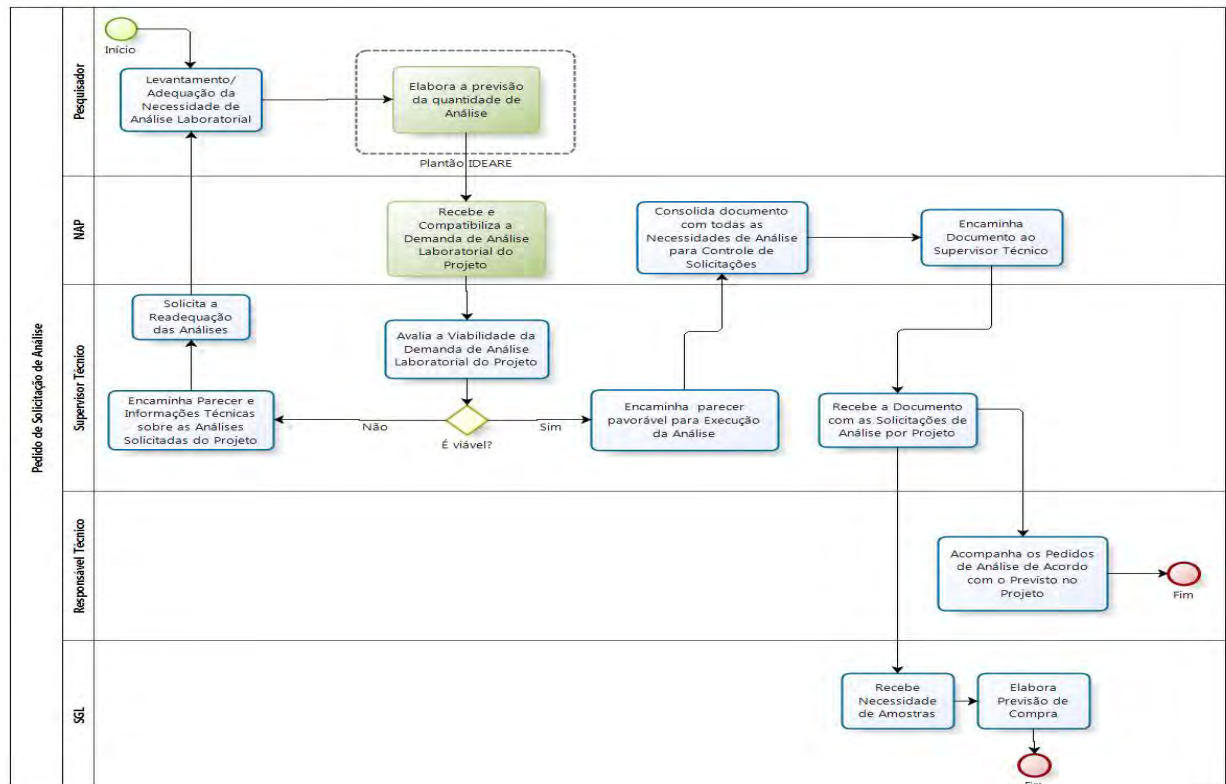 Pedido de Solicitação de Análise
Pesquisador
Início
Levantamento/
Adequação da
Necessidade de
Análise Laboratorial
Elabora a previsão
da quantidade de
Análise
Plantão IDEARE
NAP
Recebe e
Compatibiliza a
Demanda de Análise
Laboratorial do
Projeto
Consolida documento
com todas as
Necessidades de Análise
para Controle de
Solicitações
Encaminha
Documento ao
Supervisor Técnico
Supervisor Técnico
Solicita a
Readequação
das Análises
Avalia a Viabilidade da
Demanda de Análise
Laboratorial do Projeto
Encaminha Parecer e
Informações Técnicas
sobre as Análises
Solicitadas do Projeto
Não
É viável?
Sim
Encaminha parecer
pavorável para Execução
da Análise
Recebe a Documento
com as Solicitações de
Análise por Projeto
Responsável Técnico
Acompanha os Pedidos
de Análise de Acordo
com o Previsto no
Projeto
Fim
SGL
Recebe
Necessidade
de Amostras
Elabora
Previsão de
Compra
Fim